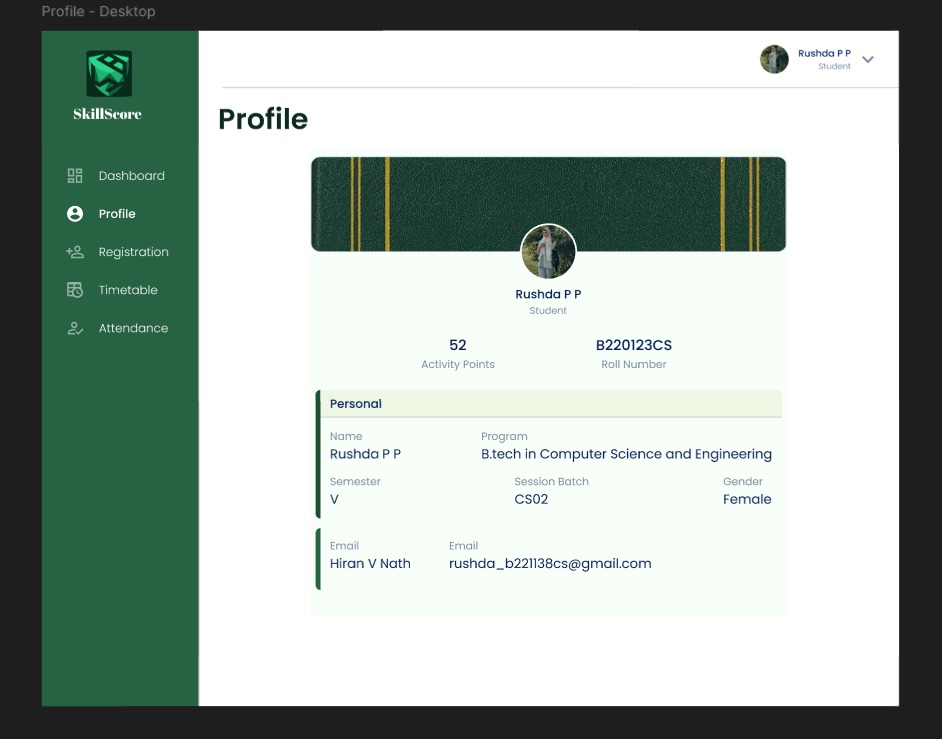 Profile - Desktop
SkillScore
Rushda P P
Student
Profile
Dashboard
Profile
Registration
Timetable
Attendance
Rushda P P
Student
52
B220123CS
Activity Points
Roll Number
Personal
Name
Program
Rushda P P
B.tech in Computer Science and Engineering
Semester
Session Batch
Gender
V
CS02
Female
Email
Email
Hiran V Nath
rushda_b221138cs@gmail.com